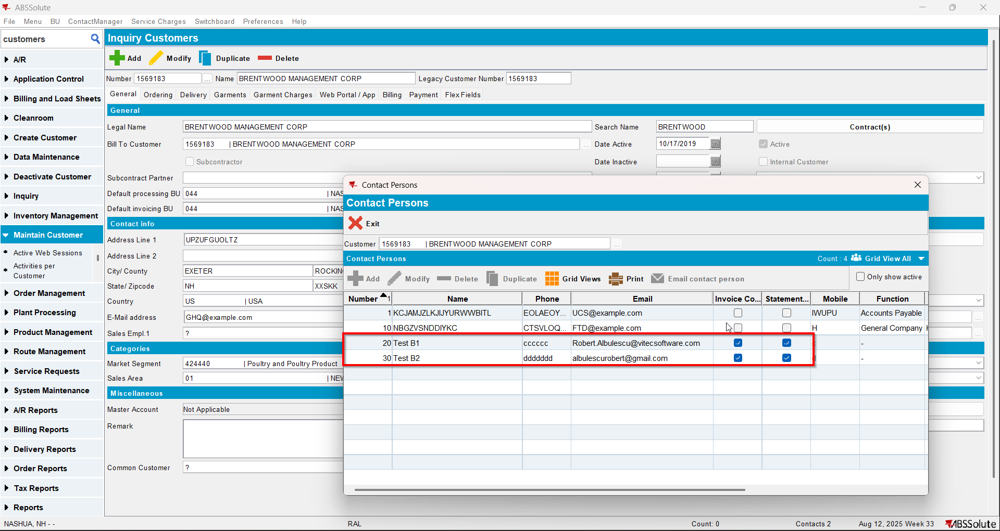 ABSSolute
File Menu BU ContactManager Service Charges Switchboard Preferences Help
customers
Inquiry Customers
Add Modify Duplicate Delete
Number 1569183 ... Name BRENTWOOD MANAGEMENT CORP Legacy Customer Number 1569183
General Ordering Delivery Garments Garment Charges Web Portal / App Billing Payment Flex Fields
General
Legal Name BRENTWOOD MANAGEMENT CORP Search Name BRENTWOOD Contract(s)
Bill To Customer 1569183 | BRENTWOOD MANAGEMENT CORP ... Date Active 10/17/2019 16 Active
Subcontractor Date Inactive 16 Internal Customer
Subcontract Partner
Default processing BU 044 | NAS
Default invoicing BU 044 | NAS
Contact info
Address Line 1 UPZUFGUOLTZ
Address Line 2
City/ County EXETER ROCKIN
State/ Zipcode NH XXSKK
Country US | USA
E-Mail address GHQ@example.com
Sales Empl.1 ?
Categories
Market Segment 424440 | Poultry and Poultry Product
Sales Area 01 | NEW
Miscellaneous
Master Account Not Applicable
Remark
Common Customer ?
A/R
Application Control
Billing and Load Sheets
Cleanroom
Create Customer
Data Maintenance
Deactivate Customer
Inquiry
Inventory Management
Maintain Customer
Active Web Sessions
Activities per
Customer
Order Management
Plant Processing
Product Management
Route Management
Service Requests
System Maintenance
A/R Reports
Billing Reports
Delivery Reports
Order Reports
Tax Reports
Reports
Contact Persons
Contact Persons
Exit
Customer 1569183 | BRENTWOOD MANAGEMENT CORP ...
Contact Persons Count : 4 Grid View All
Add Modify Delete Duplicate Grid Views Print Email contact person Only show active
Number 1 Name Phone Email Invoice Co... Statement... Mobile Function
1 KCJAMJZLKJIJYURWWBITL EOLAEOY... UCS@example.com IWUPU Accounts Payable
10 NBGZVSNDDIYKC CTSVLOQ... FTD@example.com H General Company
20 Test B1 cccccc Robert.Albulescu@vitecsoftware.com -
30 Test B2 ddddddd albulescurobert@gmail.com -
NASHUA, NH - - RAL Count: 0 Contacts 2 Aug 12, 2025 Week 33 ABSSolute